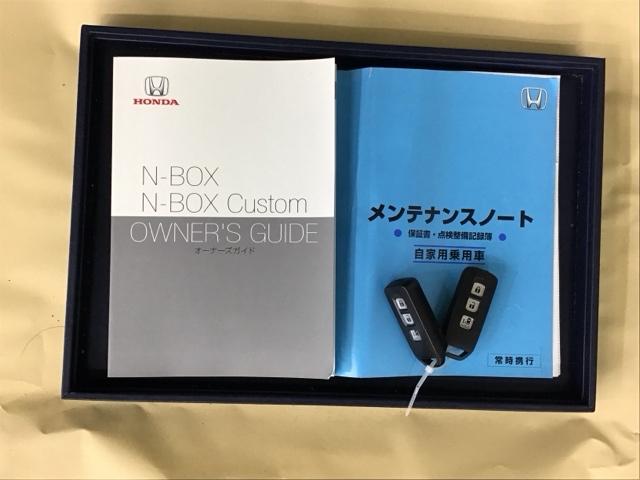 HONDA
N-BOX
N-BOX Custom
OWNER'S GUIDE
オーナーズガイド
メンテナンスノート
保証書・点検整備記録簿
自家用乗用車
常時携行